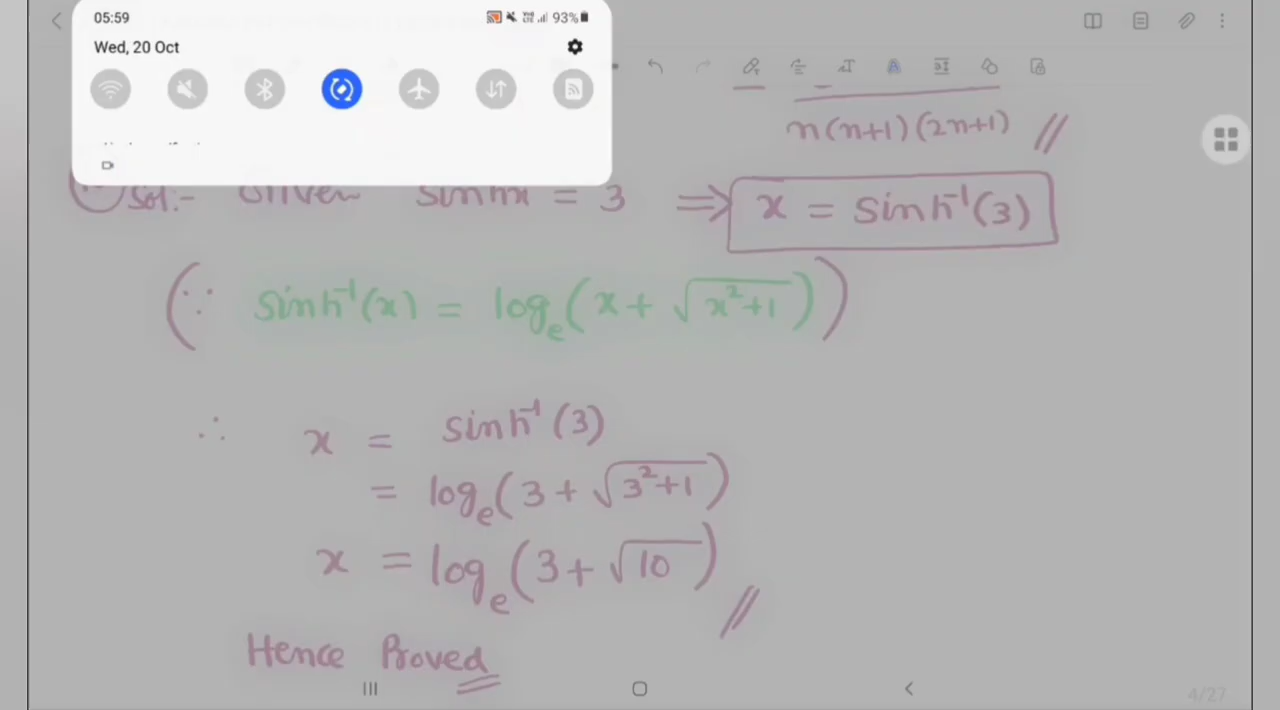 05:59 93%
Wed, 20 Oct
n(n+1)(2n+1) //
Sol:- Given sinhx = 3 ⇒ x = Sinh⁻¹(3)
(∵ Sinh⁻¹(x) = logₑ(x + √(x²+1)))
∴ x = sinh⁻¹(3)
= logₑ(3 + √(3²+1))
x = logₑ(3 + √10) //
Hence Proved
4/27